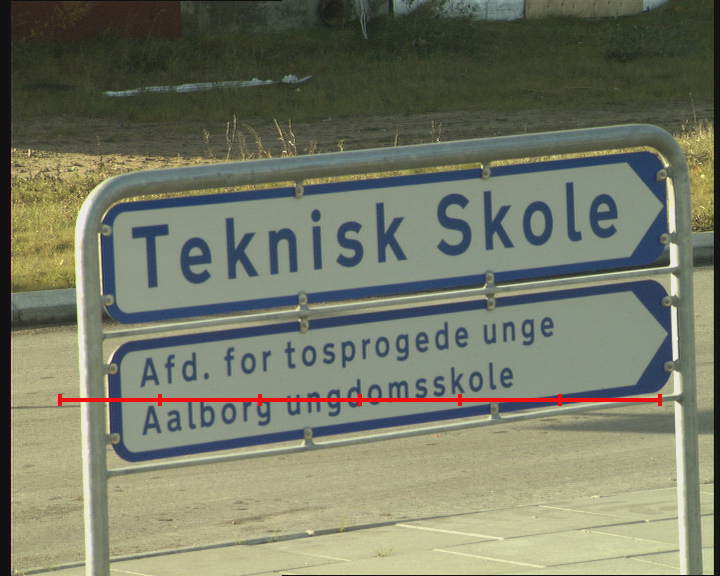 Teknisk Skole
Afd. for tosprogede unge
Aalborg ungdomsskole